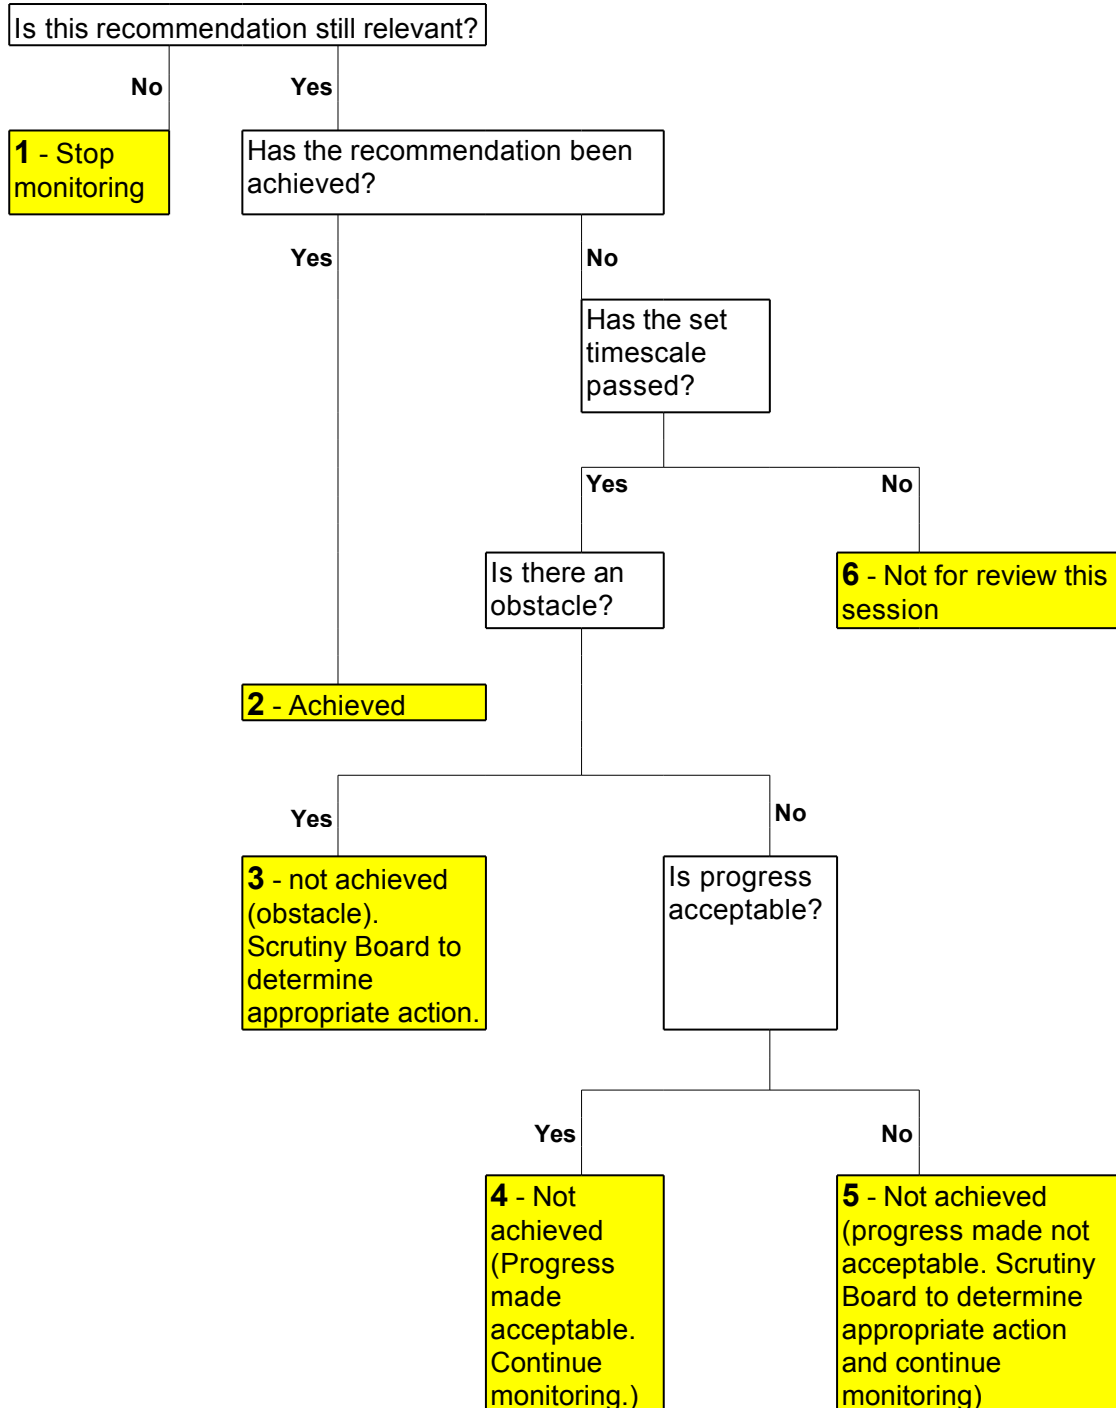 Is this recommendation still relevant?
No
Yes
1 - Stop
monitoring
Has the recommendation been
achieved?
Yes
No
Has the set
timescale
passed?
Yes
No
Is there an
obstacle?
6 - Not for review this
session
2 - Achieved
Yes
No
3 - not achieved
(obstacle).
Scrutiny Board to
determine
appropriate action.
Is progress
acceptable?
Yes
No
4 - Not
achieved
(Progress
made
acceptable.
Continue
monitoring.)
5 - Not achieved
(progress made not
acceptable. Scrutiny
Board to determine
appropriate action
and continue
monitoring)